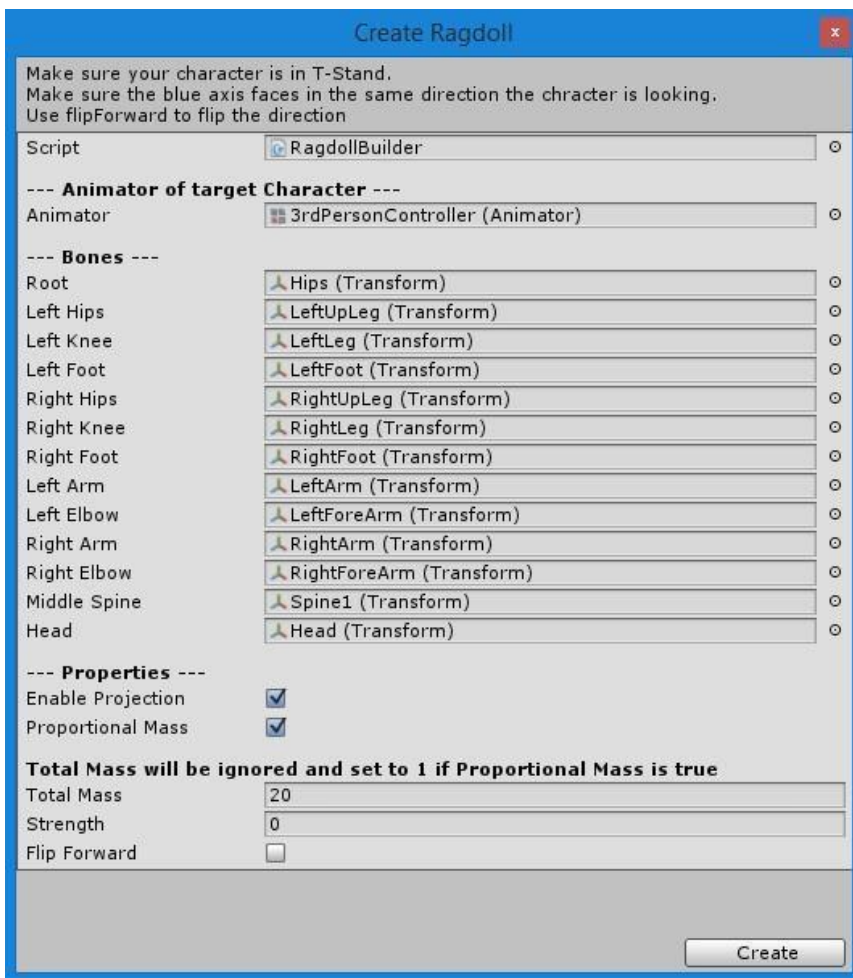 Create Ragdoll
x
Make sure your character is in T-Stand.
Make sure the blue axis faces in the same direction the chracter is looking.
Use flipForward to flip the direction
Script RagdollBuilder
--- Animator of target Character ---
Animator 3rdPersonController (Animator)
--- Bones ---
Root Hips (Transform)
Left Hips LeftUpLeg (Transform)
Left Knee LeftLeg (Transform)
Left Foot LeftFoot (Transform)
Right Hips RightUpLeg (Transform)
Right Knee RightLeg (Transform)
Right Foot RightFoot (Transform)
Left Arm LeftArm (Transform)
Left Elbow LeftForeArm (Transform)
Right Arm RightArm (Transform)
Right Elbow RightForeArm (Transform)
Middle Spine Spine1 (Transform)
Head Head (Transform)
--- Properties ---
Enable Projection
Proportional Mass
Total Mass will be ignored and set to 1 if Proportional Mass is true
Total Mass 20
Strength 0
Flip Forward
Create